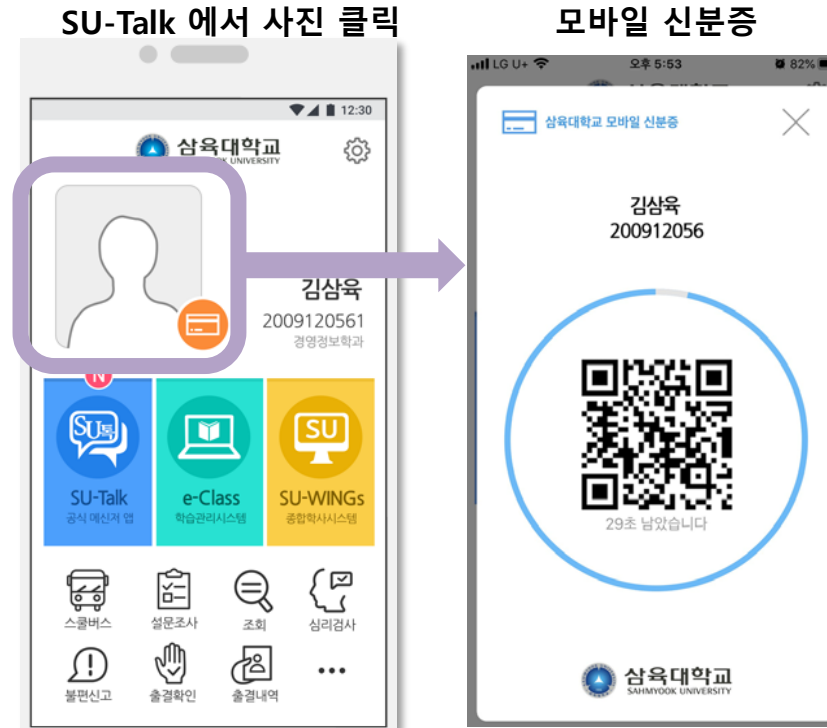 SU-Talk 에서 사진 클릭
모바일 신분증
12:30
삼육대학교
UNIVERSITY
김삼육
2009120561
경영정보학과
N
SU톡
SU
SU-Talk
공식 메신저 앱
e-Class
학습관리시스템
SU-WINGs
종합학사시스템
스쿨버스
설문조사
조회
심리검사
불편신고
출결확인
출결내역
LG U+
오후 5:53
82%
삼육대학교 모바일 신분증
김삼육
200912056
29초 남았습니다
삼육대학교
SAHMYOOK UNIVERSITY